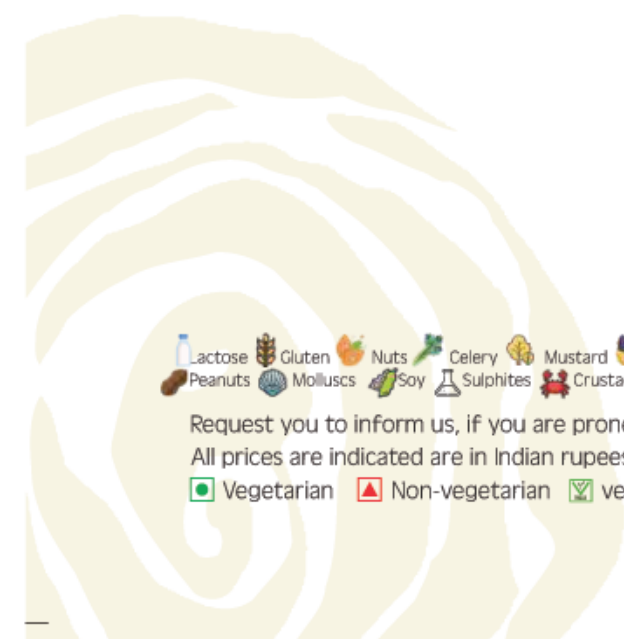 Lactose Gluten Nuts Celery Mustard
Peanuts Molluscs Soy Sulphites Crusta
Request you to inform us, if you are prone
All prices are indicated are in Indian rupees
Vegetarian Non-vegetarian ve